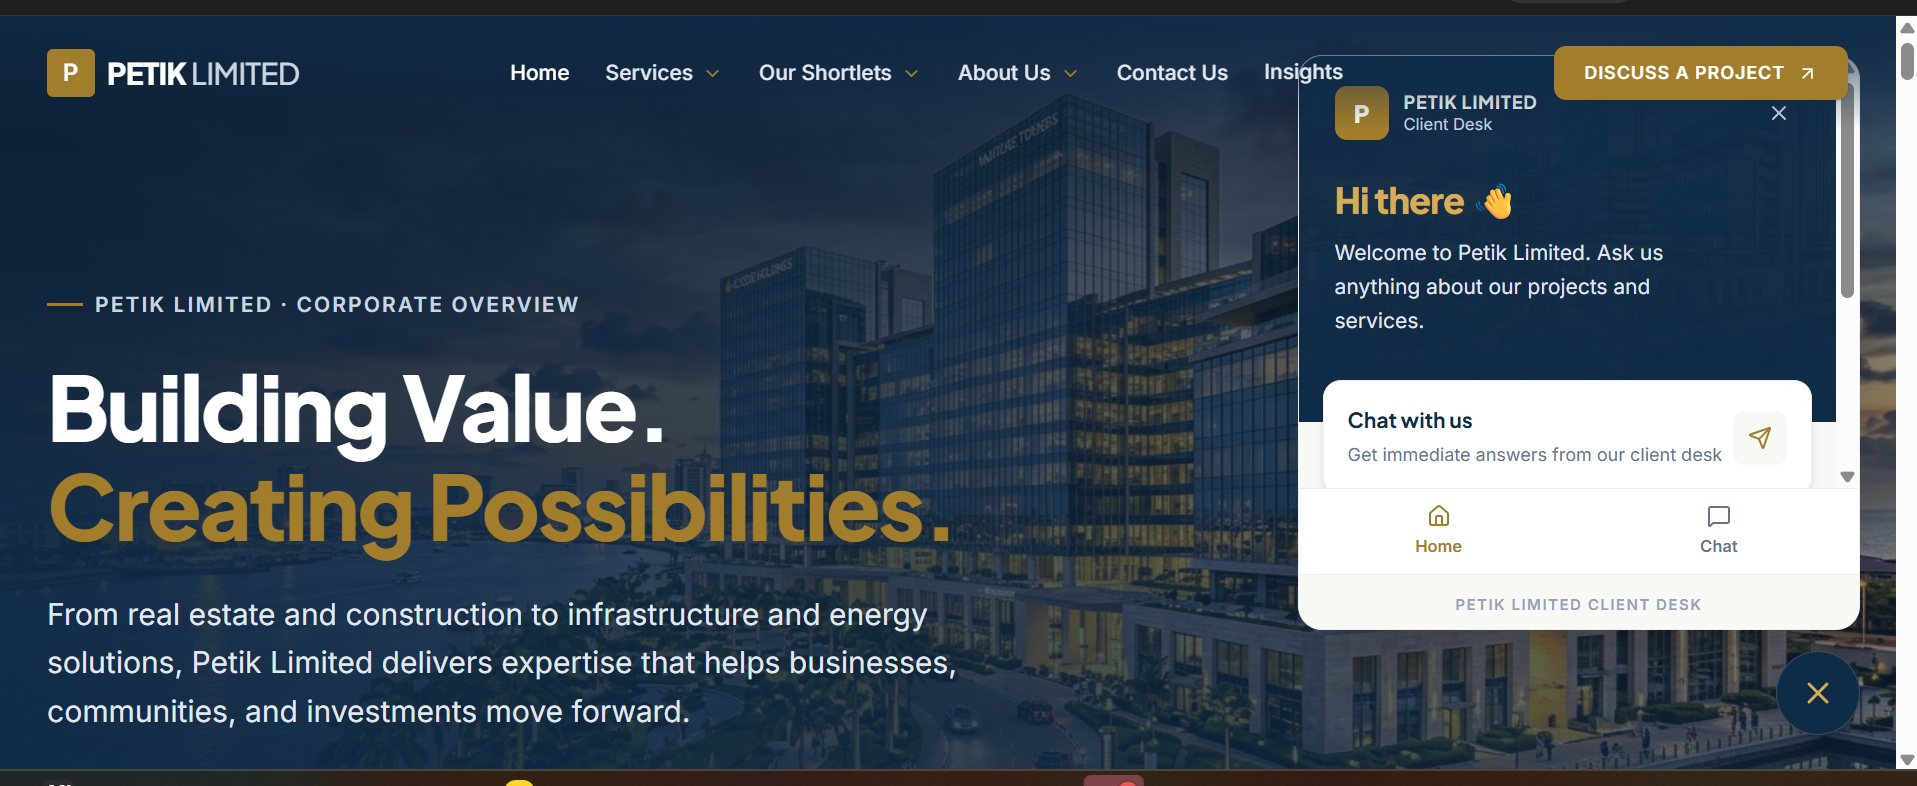 P
PETIK LIMITED
Home
Services
Our Shortlets
About Us
Contact Us
Insights
DISCUSS A PROJECT
P
PETIK LIMITED
Client Desk
Hi there 👋
Welcome to Petik Limited. Ask us
anything about our projects and
services.
Chat with us
Get immediate answers from our client desk
Home
Chat
PETIK LIMITED CLIENT DESK
PETIK LIMITED · CORPORATE OVERVIEW
Building Value.
Creating Possibilities.
From real estate and construction to infrastructure and energy
solutions, Petik Limited delivers expertise that helps businesses,
communities, and investments move forward.